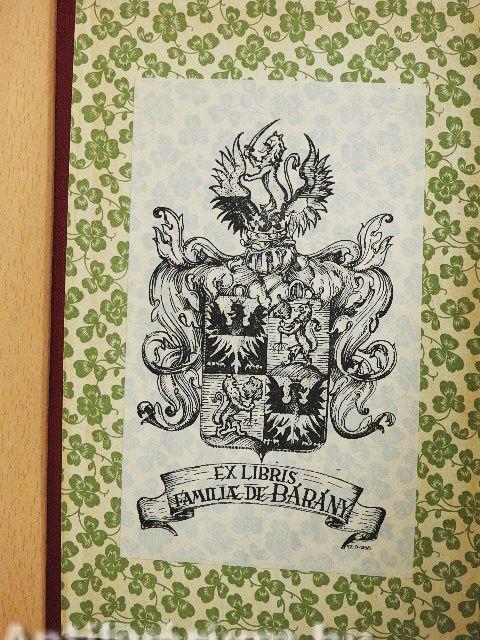 EX LIBRIS
FAMILIÆ DE BÁRÁNY